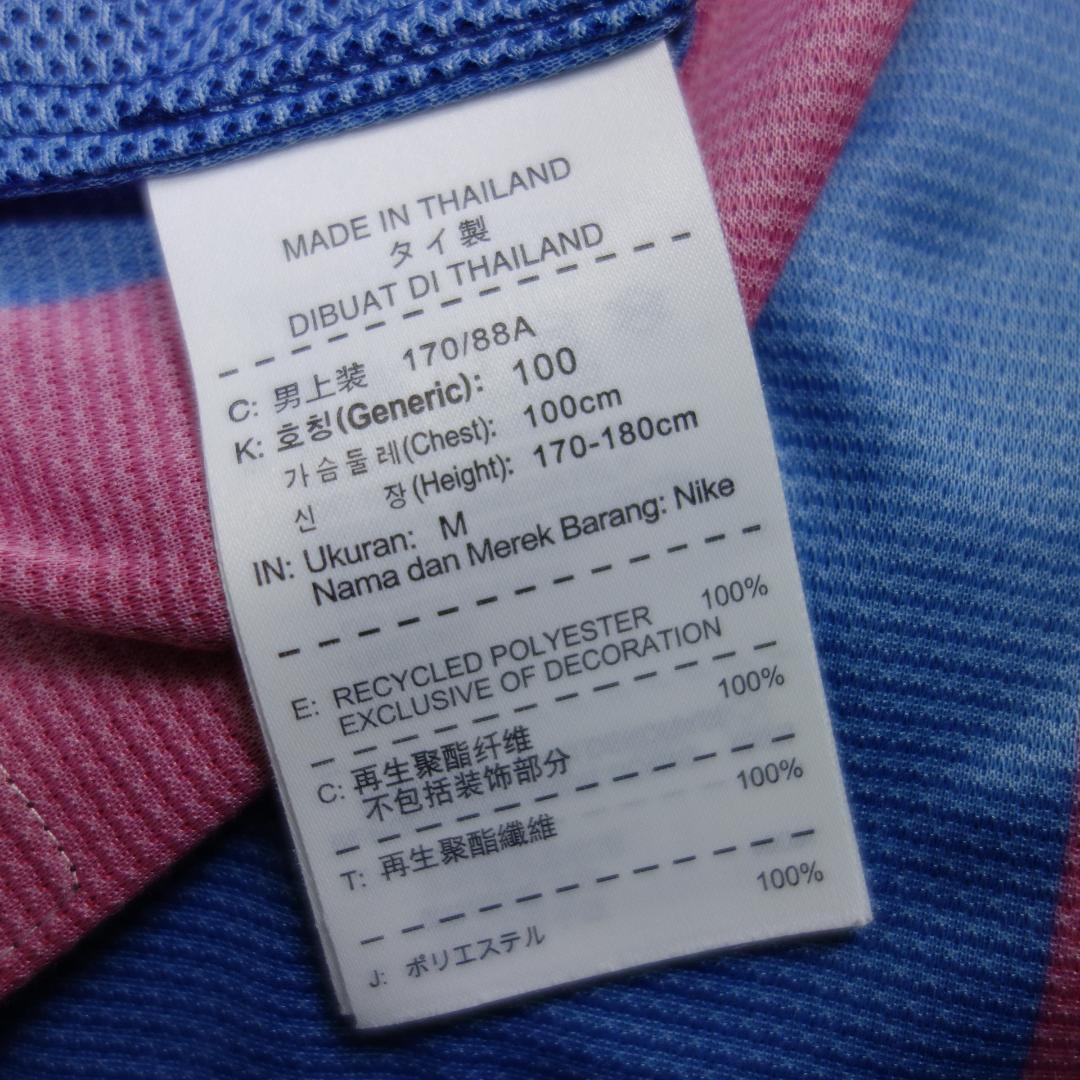 MADE IN THAILAND
タイ製
DIBUAT DI THAILAND
C: 男上装 170/88A
K: 호칭(Generic): 100
가슴둘레(Chest): 100cm
신 장(Height): 170-180cm
IN: Ukuran: M
Nama dan Merek Barang: Nike
100%
E: RECYCLED POLYESTER
EXCLUSIVE OF DECORATION
100%
C: 再生聚酯纤维
不包括装饰部分
100%
T: 再生聚酯纖維
100%
J: ポリエステル